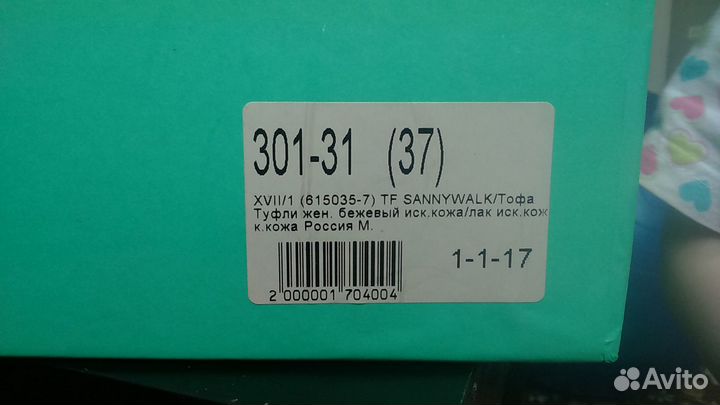 301-31 (37)
XVII/1 (615035-7) TF SANNYWALK/Тофа
Туфли жен. бежевый иск.кожа/лак иск.кож
к.кожа Россия М.
1-1-17
2 000001 704004
Avito